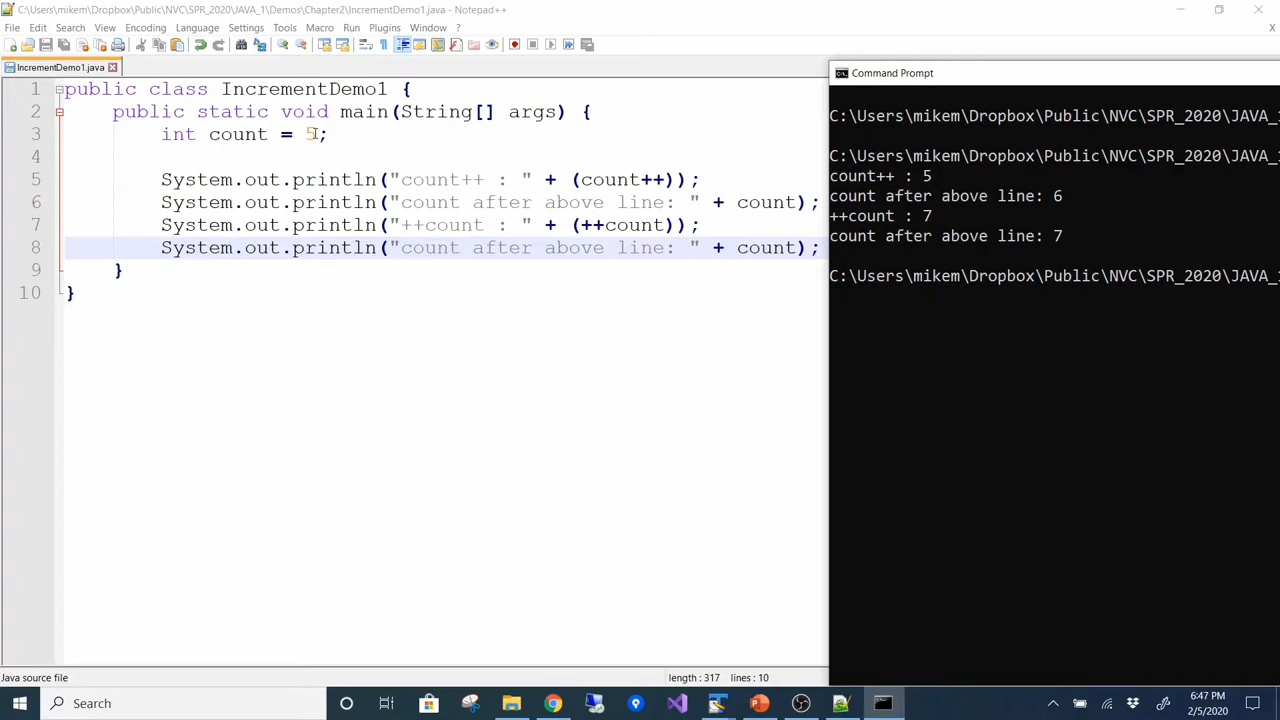 C:\Users\mikem\Dropbox\Public\NVC\SPR_2020\JAVA_1\Demos\Chapter2\IncrementDemo1.java - Notepad++
File Edit Search View Encoding Language Settings Tools Macro Run Plugins Window ?
X
IncrementDemo1.java
1 public class IncrementDemo1 {
2 public static void main(String[] args) {
3 int count = 5;
4
5 System.out.println("count++ : " + (count++));
6 System.out.println("count after above line: " + count);
7 System.out.println("++count : " + (++count));
8 System.out.println("count after above line: " + count);
9 }
10 }
Java source file
length : 317 lines : 10
Command Prompt
C:\Users\mikem\Dropbox\Public\NVC\SPR_2020\JAVA_1
C:\Users\mikem\Dropbox\Public\NVC\SPR_2020\JAVA_1
count++ : 5
count after above line: 6
++count : 7
count after above line: 7
C:\Users\mikem\Dropbox\Public\NVC\SPR_2020\JAVA_1
Search
6:47 PM
2/5/2020